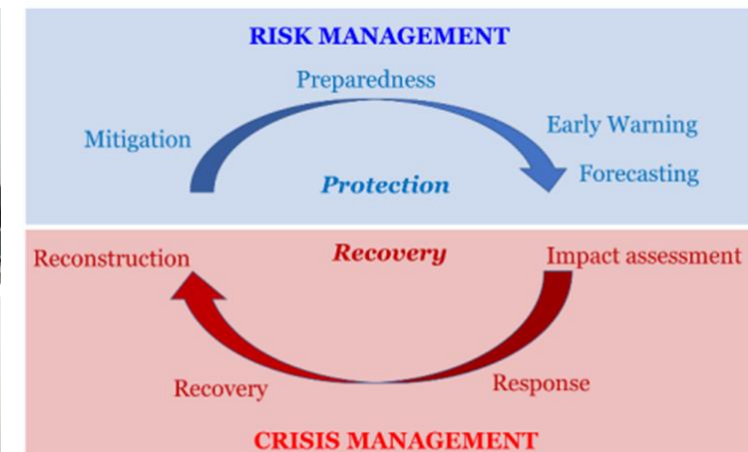 RISK MANAGEMENT
Preparedness
Mitigation
Early Warning
Forecasting
Protection
Reconstruction
Recovery
Impact assessment
Recovery
Response
CRISIS MANAGEMENT